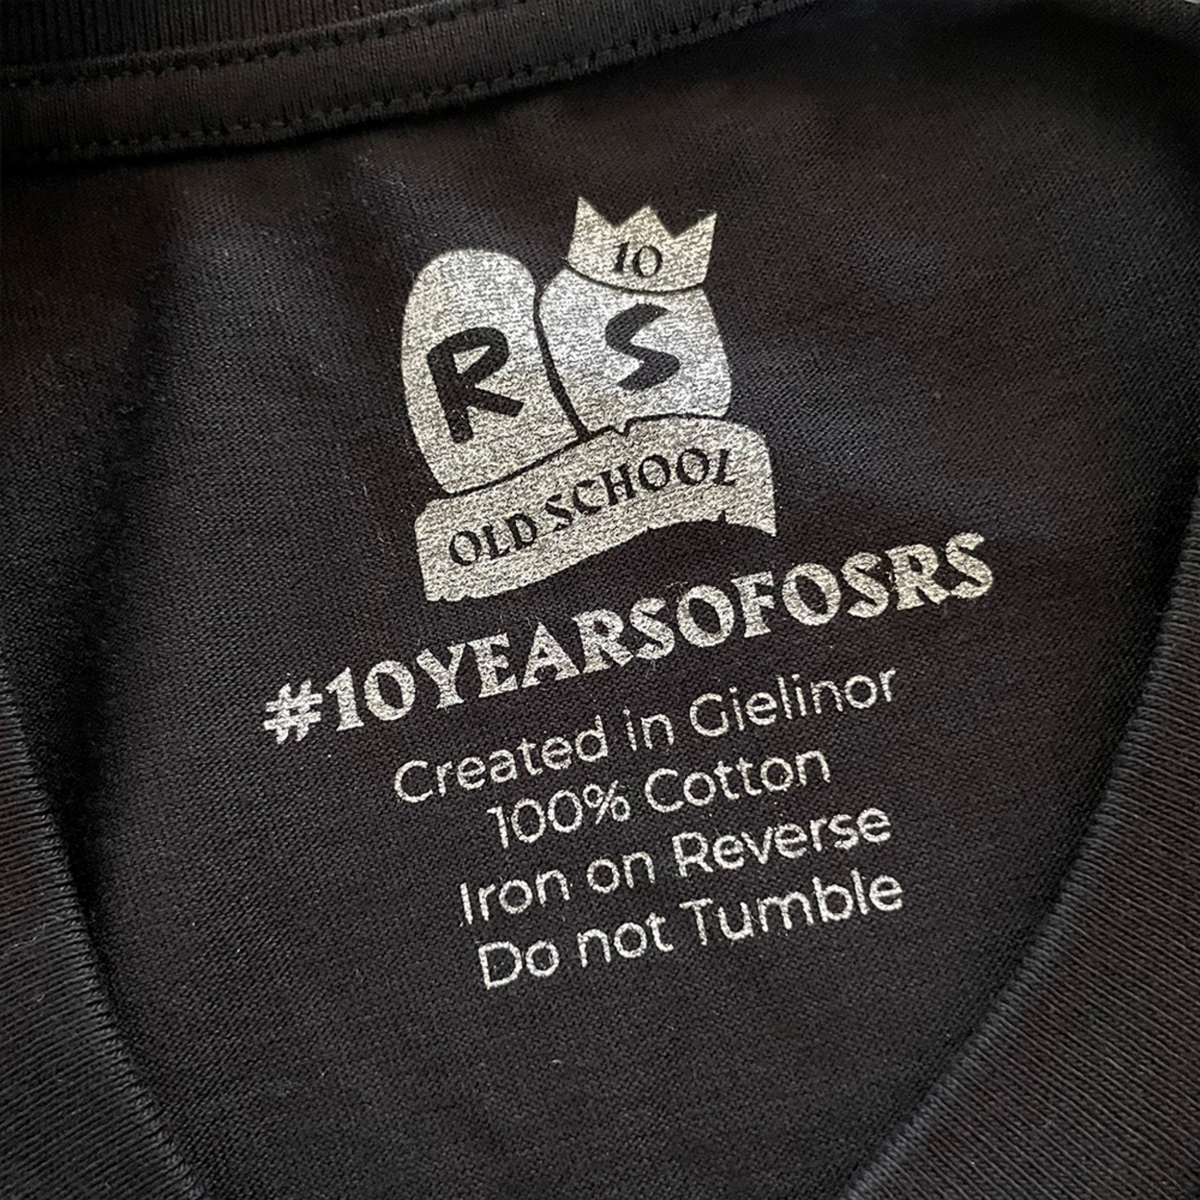 10
R S
OLD SCHOOL
#10YEARSOFOSRS
Created in Gielinor
100% Cotton
Iron on Reverse
Do not Tumble